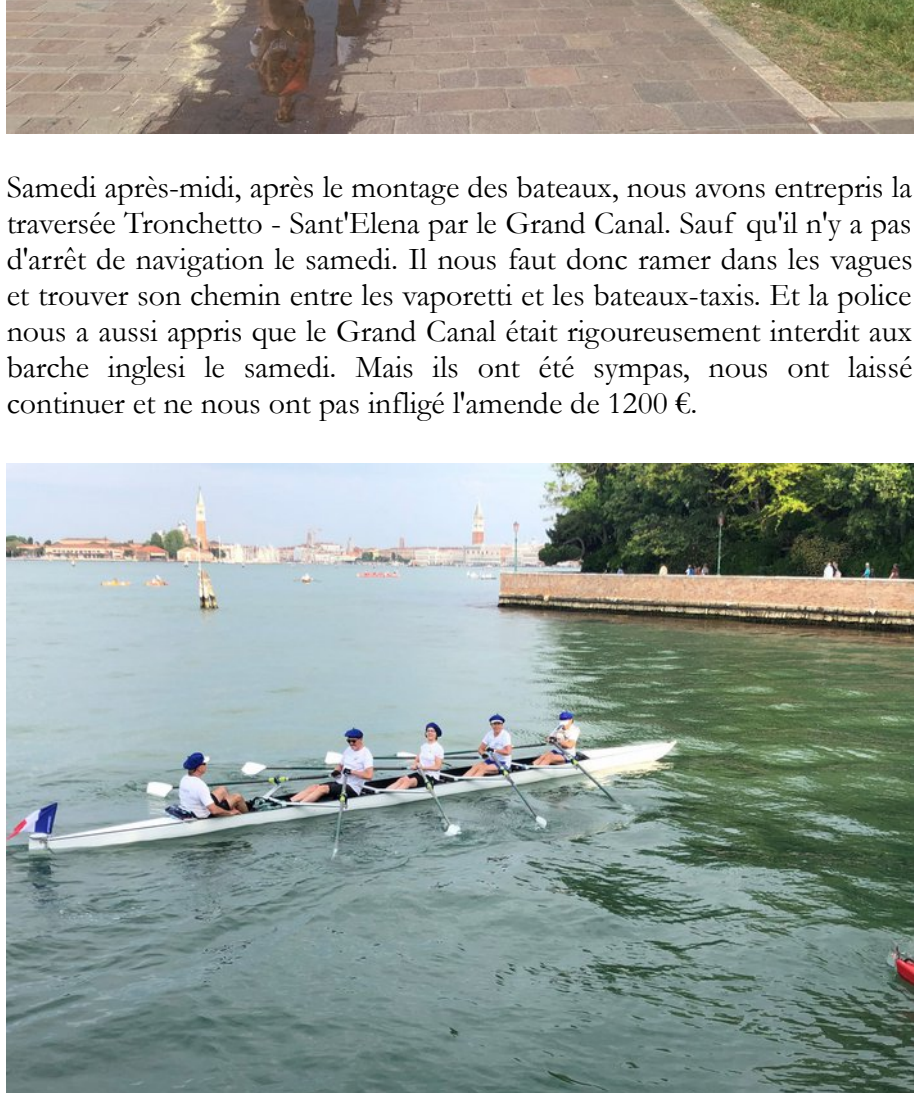 Samedi après-midi, après le montage des bateaux, nous avons entrepris la
traversée Tronchetto - Sant'Elena par le Grand Canal. Sauf qu'il n'y a pas
d'arrêt de navigation le samedi. Il nous faut donc ramer dans les vagues
et trouver son chemin entre les vaporetti et les bateaux-taxis. Et la police
nous a aussi appris que le Grand Canal était rigoureusement interdit aux
barche inglesi le samedi. Mais ils ont été sympas, nous ont laissé
continuer et ne nous ont pas infligé l'amende de 1200 €.